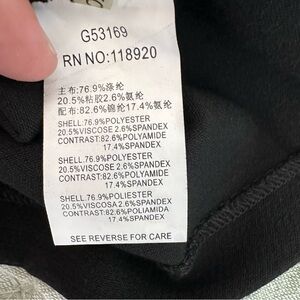 G53169
RN NO:118920
主布:76.9%涤纶
20.5%粘胶2.6%氨纶
配布:82.6%锦纶17.4%氨纶
SHELL:76.9%POLYESTER
20.5%VISCOSE 2.6%SPANDEX
CONTRAST:82.6%POLYAMIDE
17.4%SPANDEX
SHELL:76.9%POLYESTER
20.5%VISCOSE 2.6%SPANDEX
CONTRAST:82.6%POLYAMIDE
17.4%SPANDEX
SHELL:76.9%POLIESTER
20.5%VISCOSA 2.6%SPANDEX
CONTRAST:82.6%POLIAMIDA
17.4%SPANDEX
SEE REVERSE FOR CARE